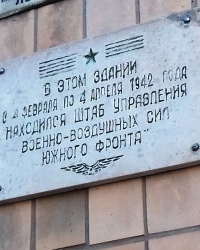 В ЭТОМ ЗДАНИИ
С 4 ФЕВРАЛЯ ПО 4 АПРЕЛЯ 1942 ГОДА
НАХОДИЛСЯ ШТАБ УПРАВЛЕНИЯ
ВОЕННО-ВОЗДУШНЫХ СИЛ
ЮЖНОГО ФРОНТА"